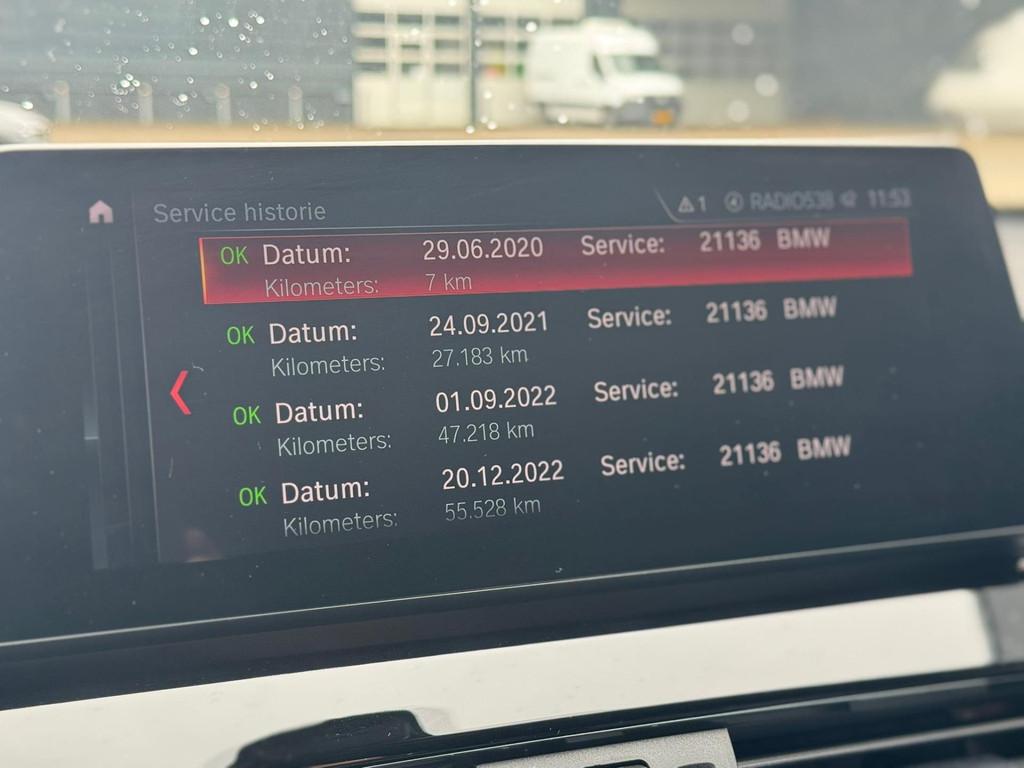 Service historie
1 4 RADIO538 11:53
OK Datum: 29.06.2020 Service: 21136 BMW
Kilometers: 7 km
OK Datum: 24.09.2021 Service: 21136 BMW
Kilometers: 27.183 km
OK Datum: 01.09.2022 Service: 21136 BMW
Kilometers: 47.218 km
OK Datum: 20.12.2022 Service: 21136 BMW
Kilometers: 55.528 km